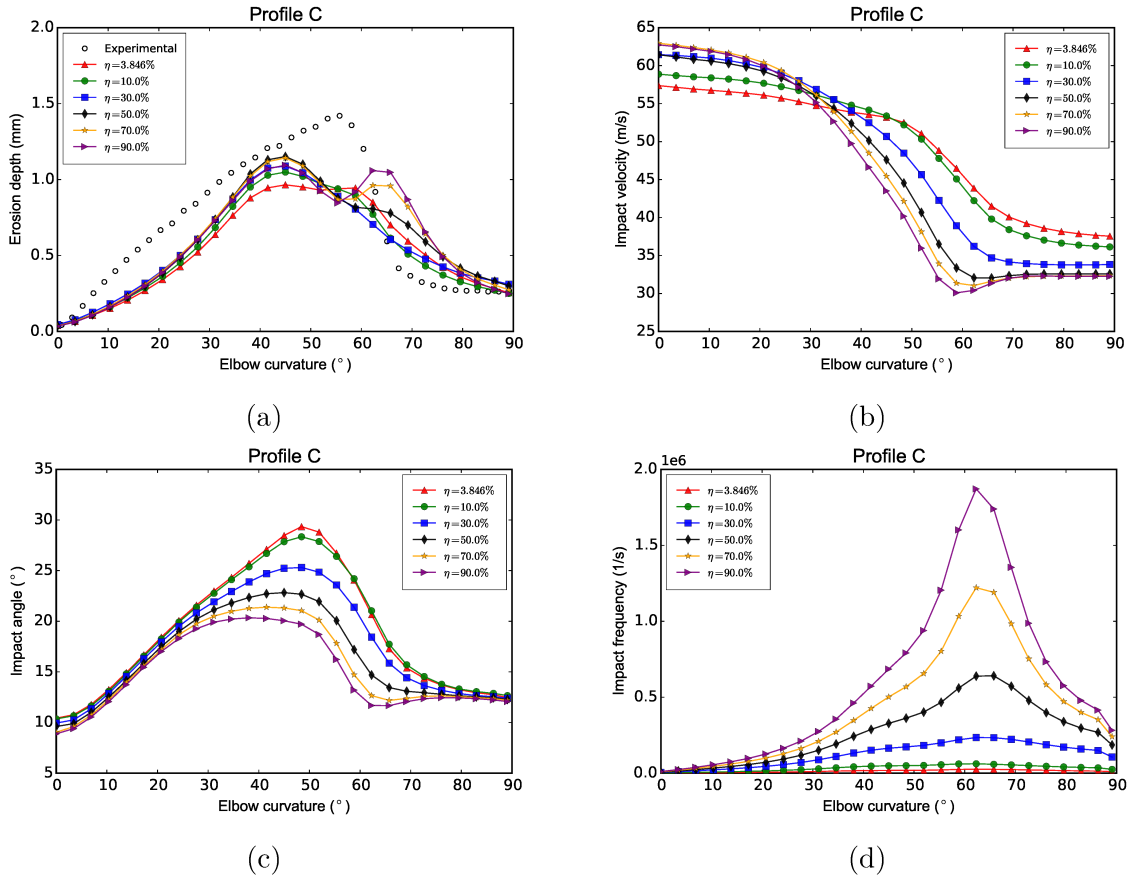 Profile C
2.0
1.5
1.0
0.5
0.0
Erosion depth (mm)
Experimental
η=3.846%
η=10.0%
η=30.0%
η=50.0%
η=70.0%
η=90.0%
0 10 20 30 40 50 60 70 80 90
Elbow curvature (°)
(a)
Profile C
65
60
55
50
45
40
35
30
25
Impact velocity (m/s)
η=3.846%
η=10.0%
η=30.0%
η=50.0%
η=70.0%
η=90.0%
0 10 20 30 40 50 60 70 80 90
Elbow curvature (°)
(b)
Profile C
35
30
25
20
15
10
5
Impact angle (°)
η=3.846%
η=10.0%
η=30.0%
η=50.0%
η=70.0%
η=90.0%
0 10 20 30 40 50 60 70 80 90
Elbow curvature (°)
(c)
Profile C
1e6
2.0
1.5
1.0
0.5
0.0
Impact frequency (1/s)
η=3.846%
η=10.0%
η=30.0%
η=50.0%
η=70.0%
η=90.0%
0 10 20 30 40 50 60 70 80 90
Elbow curvature (°)
(d)